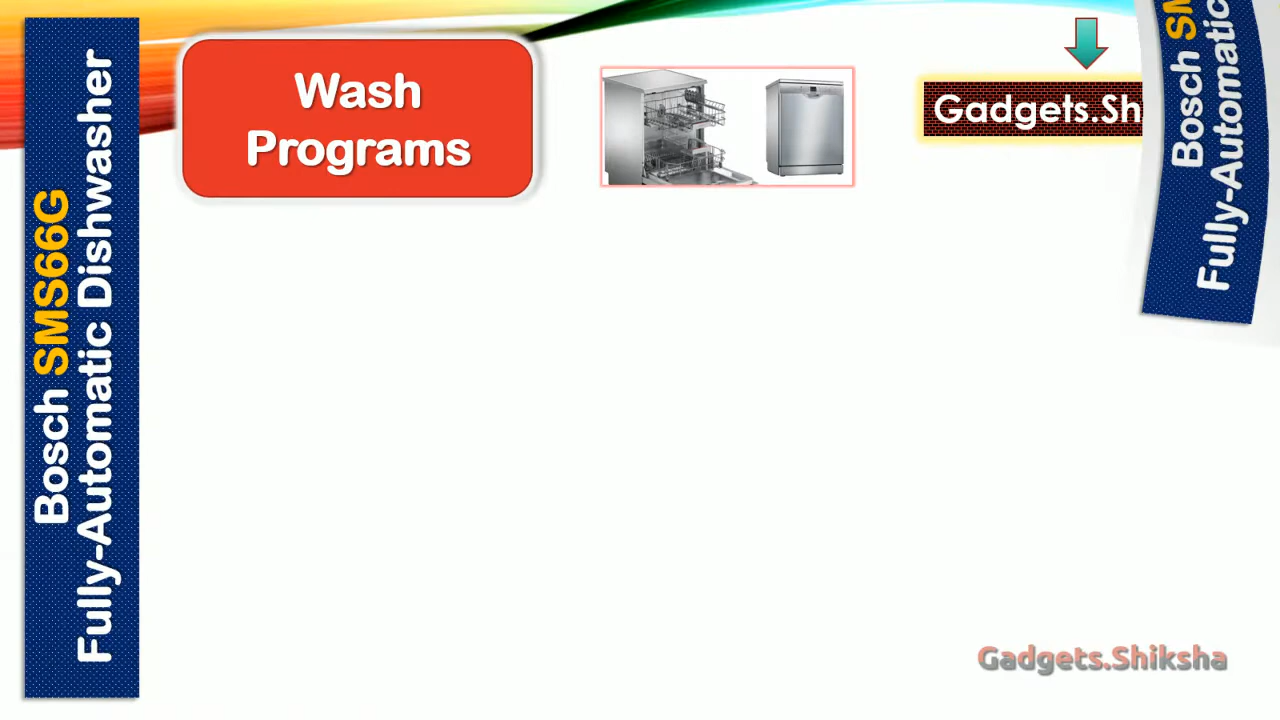 Bosch SMS66G
Fully-Automatic Dishwasher
Wash
Programs
Gadgets.Sh
Bosch SM
Fully-Automatic
Gadgets.Shiksha